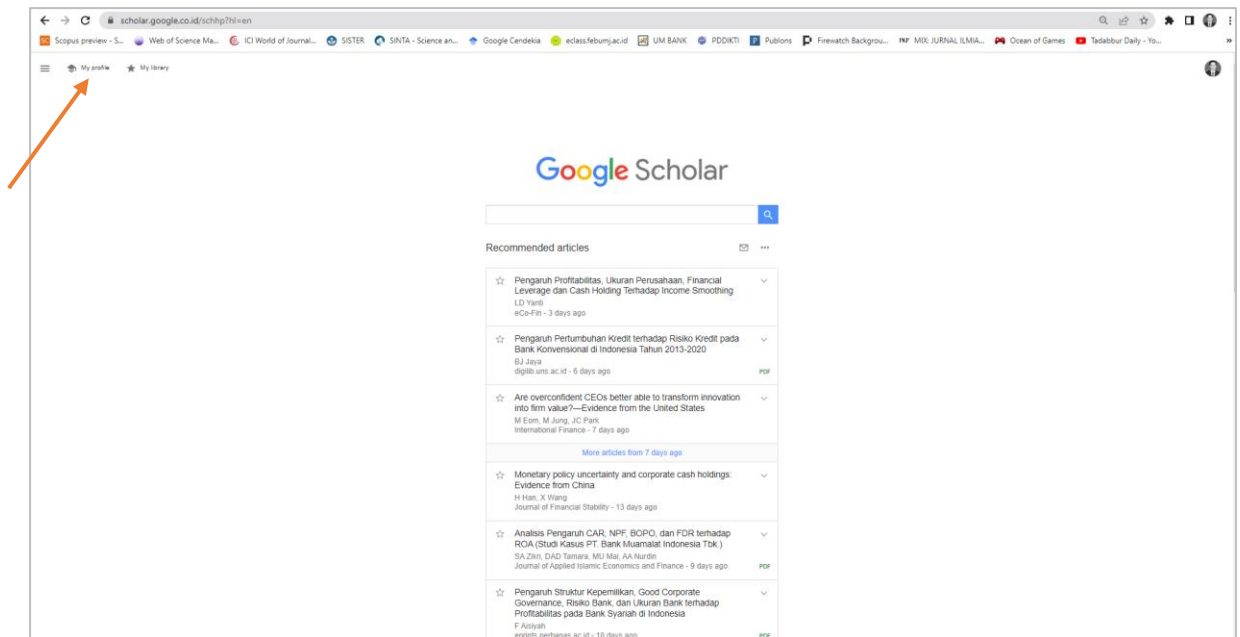 scholar.google.co.id/schhp?hl=en
Scopus preview - S... Web of Science Ma... ICI World of Journal... SISTER SINTA - Science an... Google Cendekia eclass.febumj.ac.id UM BANK PDDIKTI Publons Firewatch Backgrou... MIX: JURNAL ILMIA... Ocean of Games Tadabbur Daily - Yo...
My profile My library
Google Scholar
Recommended articles
Pengaruh Profitabilitas, Ukuran Perusahaan, Financial
Leverage dan Cash Holding Terhadap Income Smoothing
LD Yanti
eCo-Fin - 3 days ago
Pengaruh Pertumbuhan Kredit terhadap Risiko Kredit pada
Bank Konvensional di Indonesia Tahun 2013-2020
BJ Jaya
digilib.uns.ac.id - 6 days ago PDF
Are overconfident CEOs better able to transform innovation
into firm value?—Evidence from the United States
M Eom, M Jung, JC Park
International Finance - 7 days ago
More articles from 7 days ago
Monetary policy uncertainty and corporate cash holdings:
Evidence from China
H Han, X Wang
Journal of Financial Stability - 13 days ago
Analisis Pengaruh CAR, NPF, BOPO, dan FDR terhadap
ROA (Studi Kasus PT. Bank Muamalat Indonesia Tbk.)
SA Zikri, DAD Tamara, MU Mai, AA Nurdin
Journal of Applied Islamic Economics and Finance - 9 days ago PDF
Pengaruh Struktur Kepemilikan, Good Corporate
Governance, Risiko Bank, dan Ukuran Bank terhadap
Profitabilitas pada Bank Syariah di Indonesia
F Aisiyah
eprints.perbanas.ac.id - 10 days ago PDF